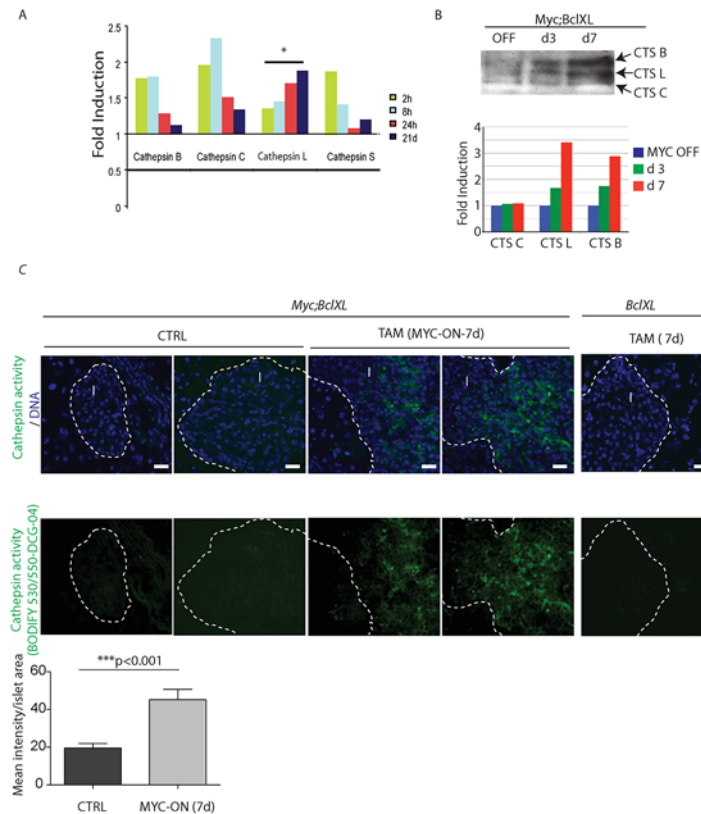 A
Fold Induction
2.5
2
1.5
1
0.5
0
*
2h
8h
24h
21d
Cathepsin B
Cathepsin C
Cathepsin L
Cathepsin S
B
Myc;BclXL
OFF d3 d7
CTS B
CTS L
CTS C
Fold Induction
4
3
2
1
0
MYC OFF
d 3
d 7
CTS C CTS L CTS B
C
Myc;BclXL
BclXL
CTRL
TAM (MYC-ON-7d)
TAM ( 7d)
Cathepsin activity
/ DNA
I
I
I
I
I
Cathepsin activity
(BODIFY 530/550-DCG-04)
Mean intensity/islet area
60
40
20
0
***p<0.001
CTRL
MYC-ON (7d)